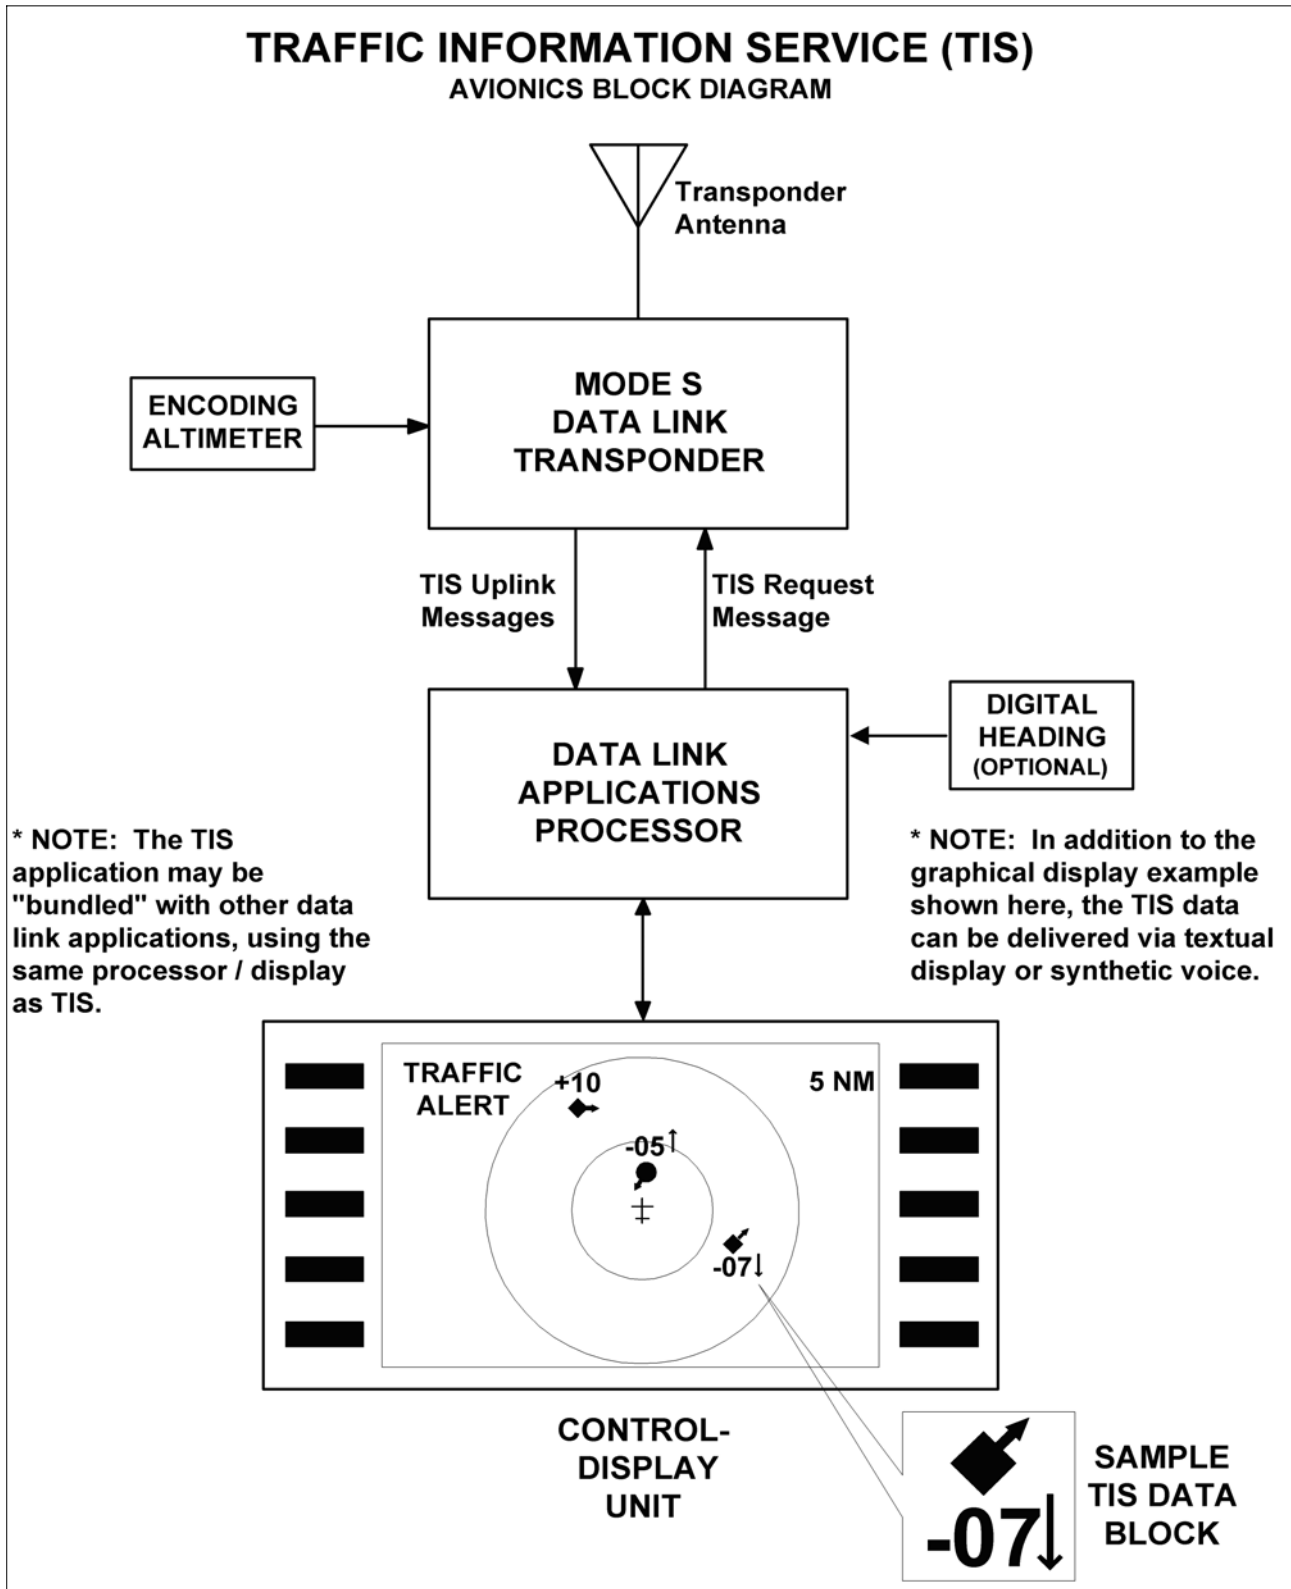 TRAFFIC INFORMATION SERVICE (TIS)
AVIONICS BLOCK DIAGRAM
Transponder
Antenna
MODE S
DATA LINK
TRANSPONDER
ENCODING
ALTIMETER
TIS Uplink
Messages
TIS Request
Message
DATA LINK
APPLICATIONS
PROCESSOR
DIGITAL
HEADING
(OPTIONAL)
* NOTE: The TIS
application may be
"bundled" with other data
link applications, using the
same processor / display
as TIS.
* NOTE: In addition to the
graphical display example
shown here, the TIS data
can be delivered via textual
display or synthetic voice.
TRAFFIC
ALERT
+10
5 NM
-05↑
-07↓
CONTROL-
DISPLAY
UNIT
-07↓
SAMPLE
TIS DATA
BLOCK